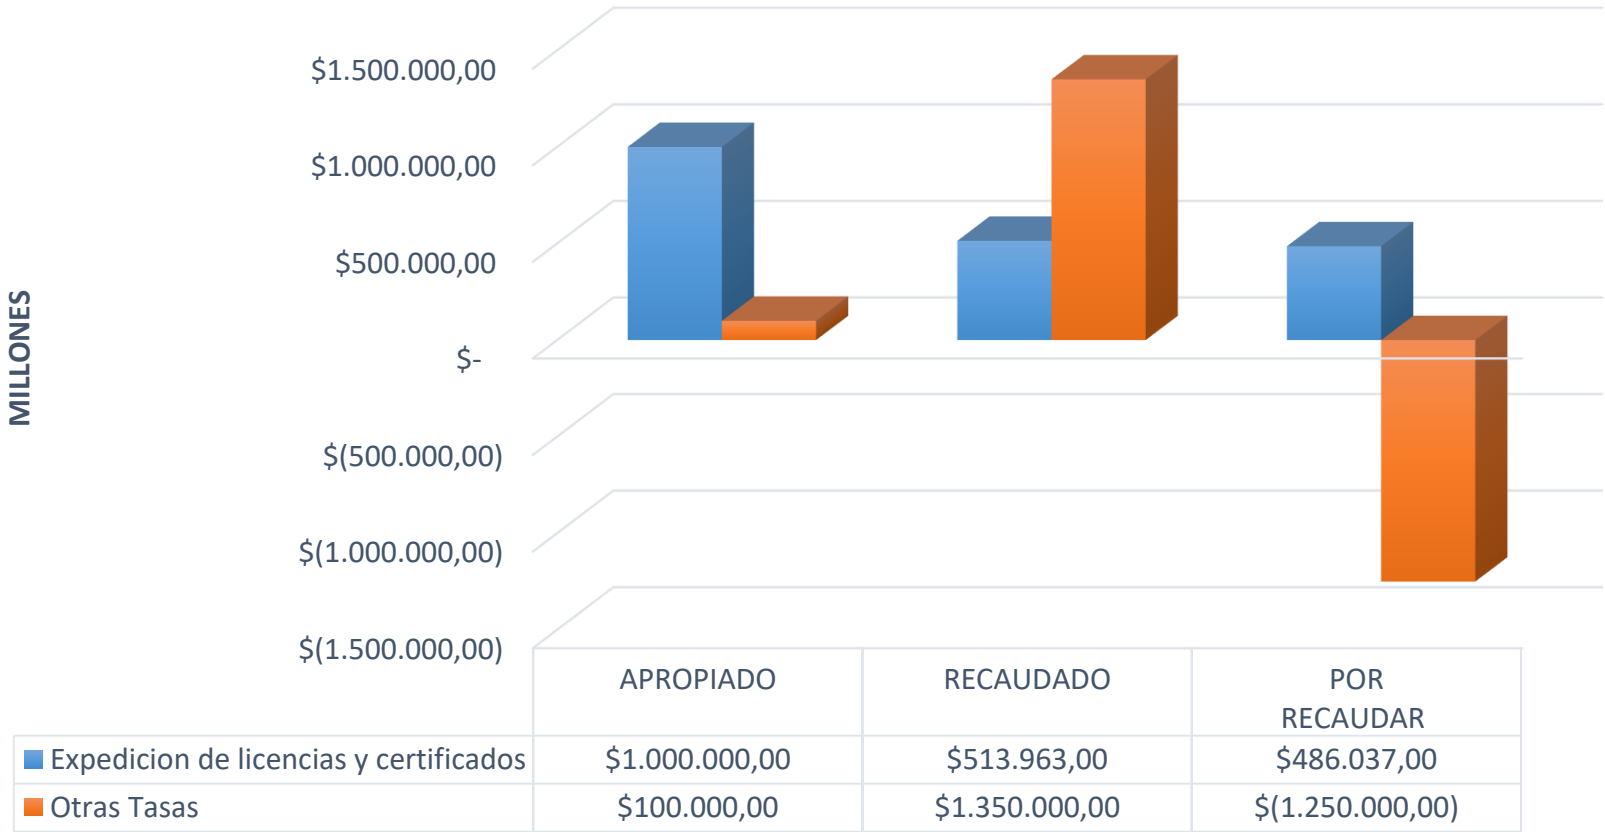 MILLONES
$1.500.000,00
$1.000.000,00
$500.000,00
$-
$(500.000,00)
$(1.000.000,00)
$(1.500.000,00)
APROPIADO RECAUDADO POR
RECAUDAR
Expedicion de licencias y certificados $1.000.000,00 $513.963,00 $486.037,00
Otras Tasas $100.000,00 $1.350.000,00 $(1.250.000,00)